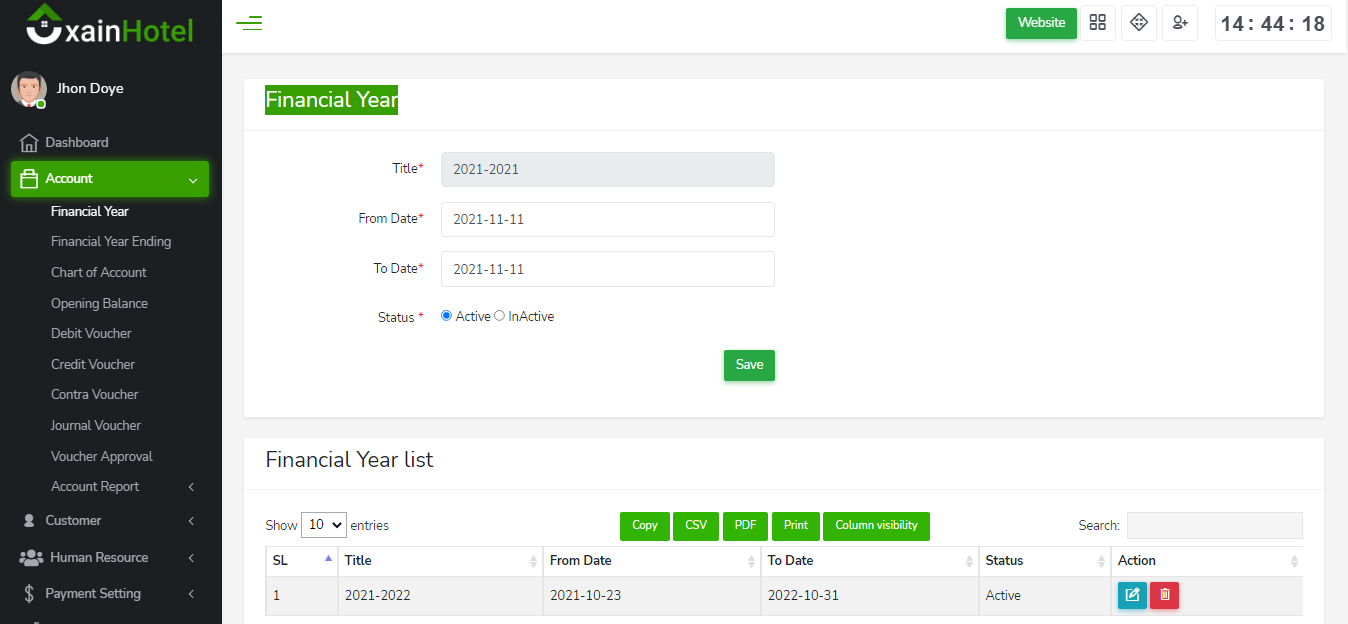 xainHotel
Website
14: 44: 18
Jhon Doye
Dashboard
Account
Financial Year
Financial Year Ending
Chart of Account
Opening Balance
Debit Voucher
Credit Voucher
Contra Voucher
Journal Voucher
Voucher Approval
Account Report
Customer
Human Resource
Payment Setting
Financial Year
Title* 2021-2021
From Date* 2021-11-11
To Date* 2021-11-11
Status * Active InActive
Save
Financial Year list
Show 10 entries Copy CSV PDF Print Column visibility Search:
SL Title From Date To Date Status Action
1 2021-2022 2021-10-23 2022-10-31 Active